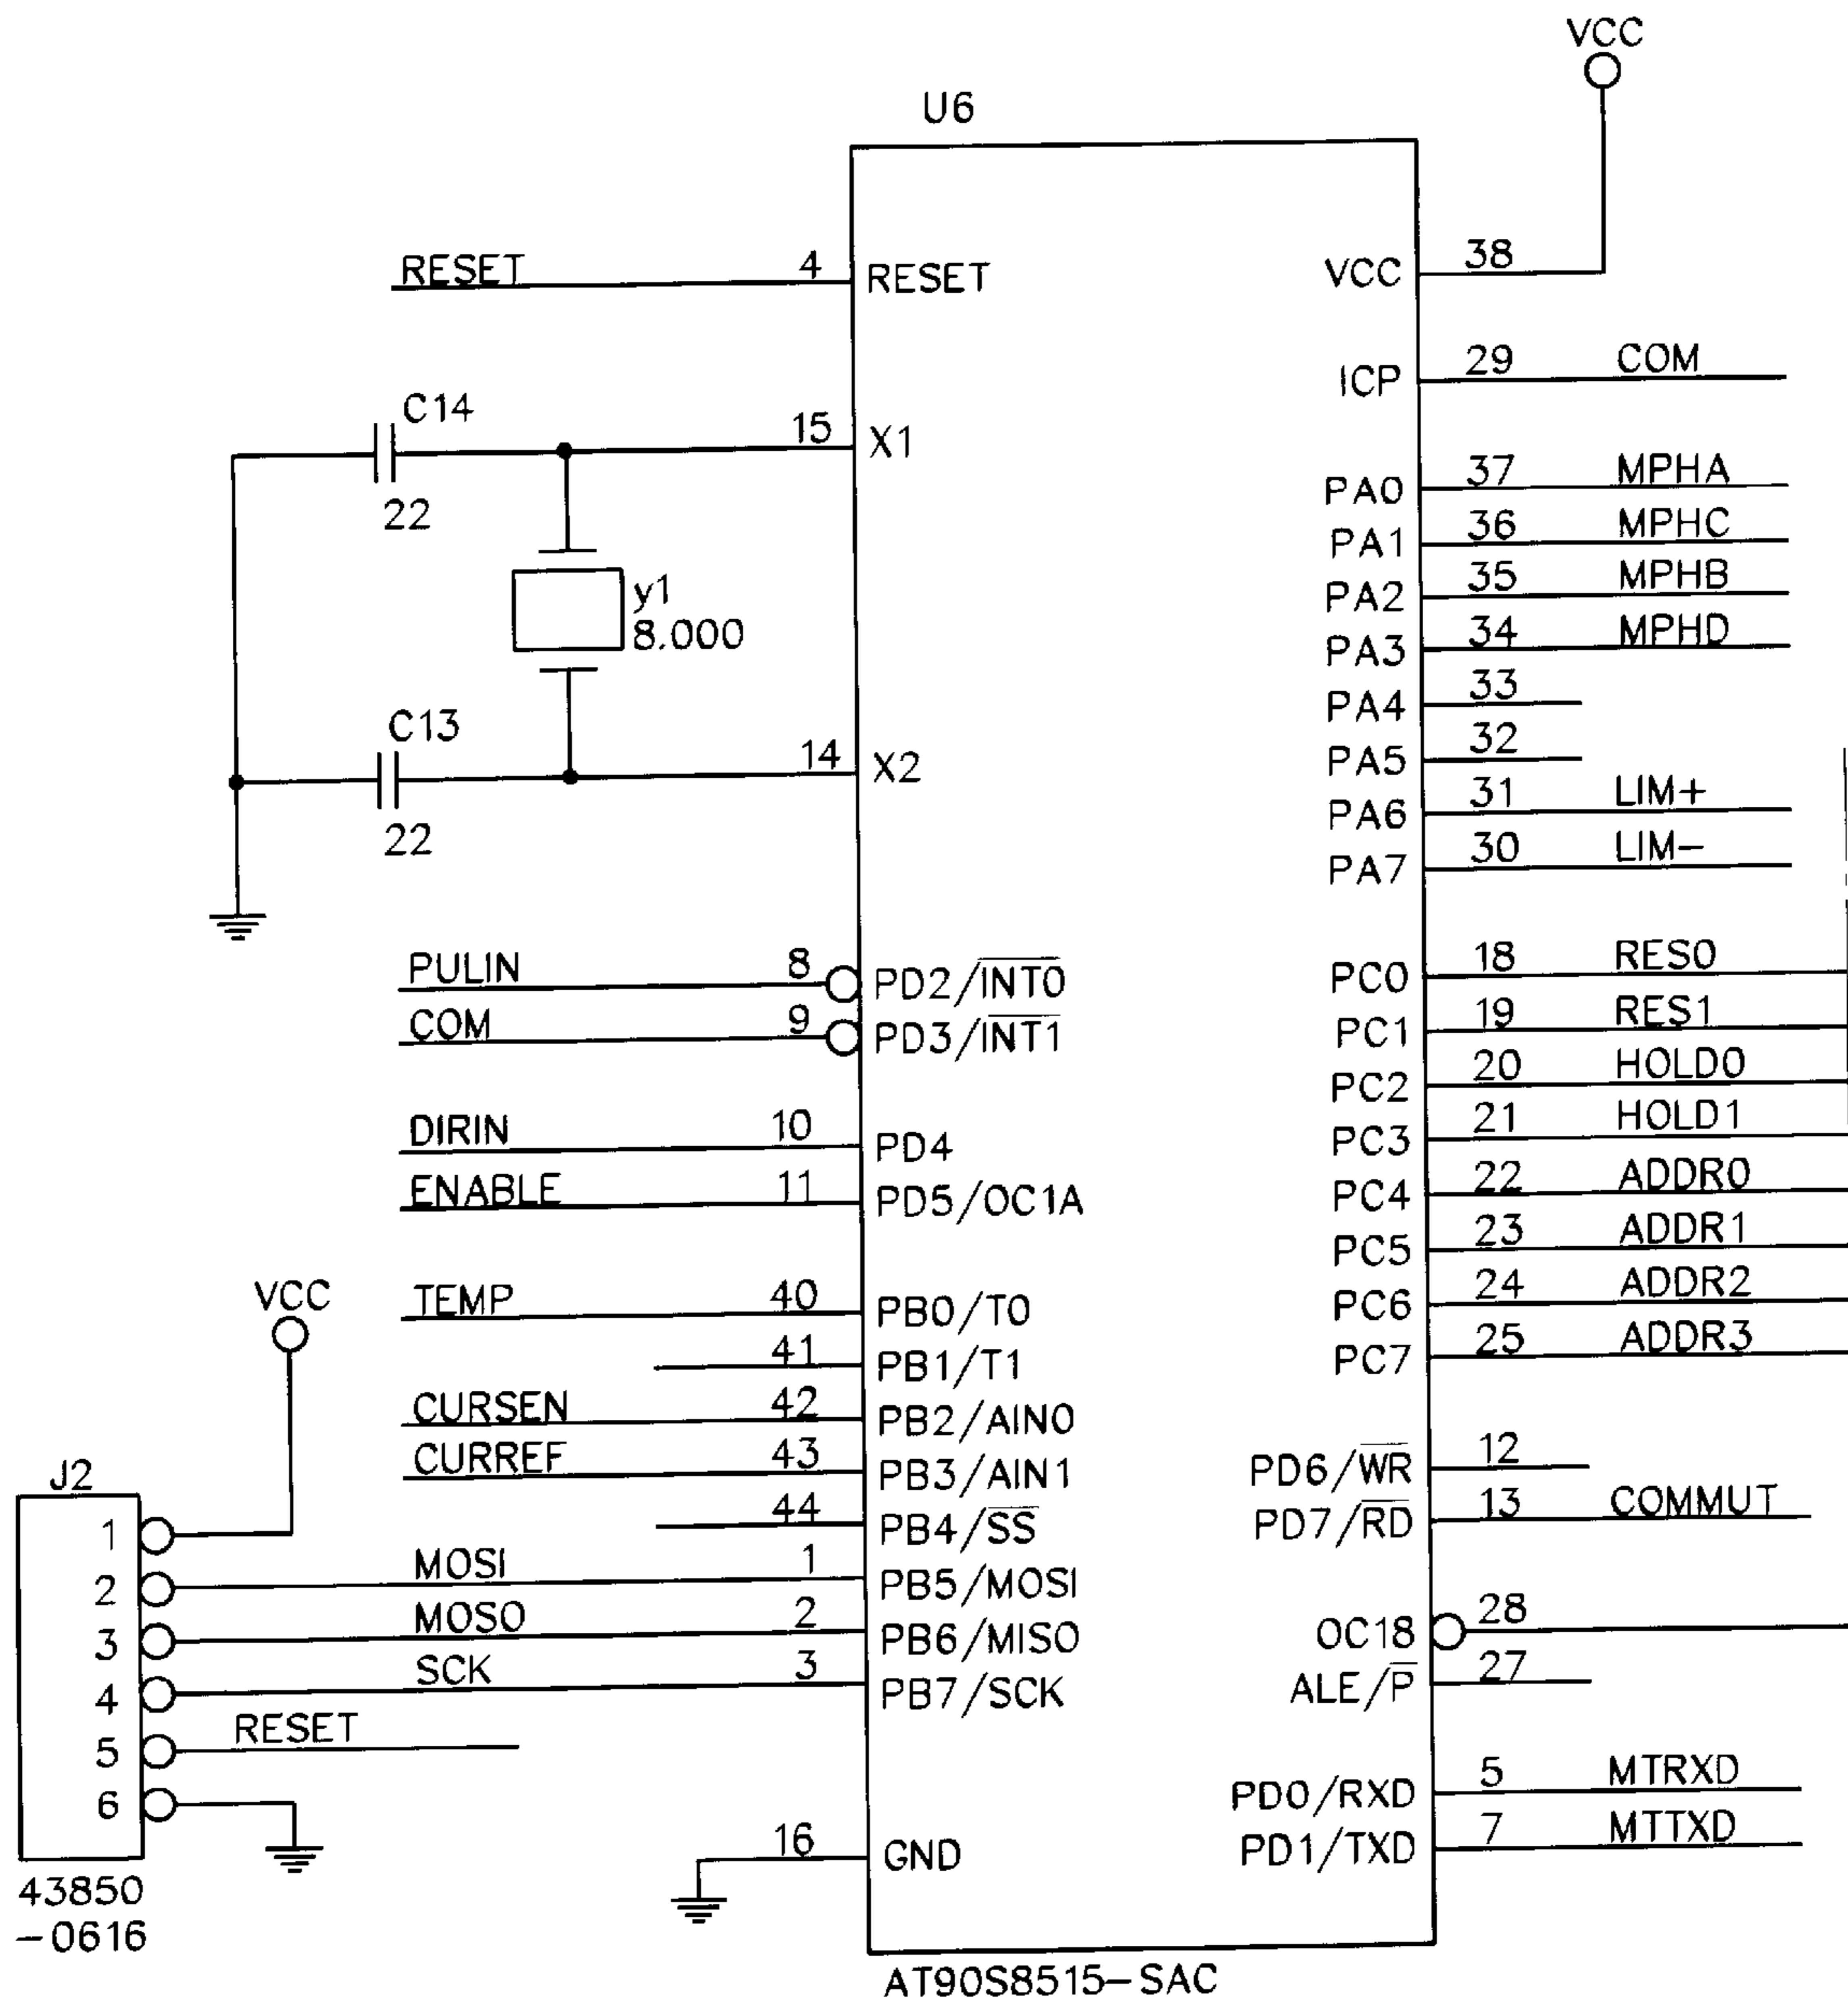 VCC
U6
RESET 4 RESET
VCC 38
ICP 29 COM
C14
22
15 X1
y1
8.000
C13
22
14 X2
PA0 37 MPHA
PA1 36 MPHC
PA2 35 MPHB
PA3 34 MPHD
PA4 33
PA5 32
PA6 31 LIM+
PA7 30 LIM-
PULIN 8 PD2/INT0
COM 9 PD3/INT1
PC0 18 RES0
PC1 19 RES1
PC2 20 HOLD0
PC3 21 HOLD1
PC4 22 ADDR0
PC5 23 ADDR1
PC6 24 ADDR2
PC7 25 ADDR3
DIRIN 10 PD4
ENABLE 11 PD5/OC1A
VCC
TEMP 40 PB0/T0
41 PB1/T1
CURSEN 42 PB2/AIN0
CURREF 43 PB3/AIN1
44 PB4/SS
PD6/WR 12
PD7/RD 13 COMMUT
J2
1
2 MOSI 1 PB5/MOSI
3 MOSO 2 PB6/MISO
4 SCK 3 PB7/SCK
5 RESET
6
OC18 28
ALE/P 27
PD0/RXD 5 MTRXD
PD1/TXD 7 MTTXD
16 GND
43850
-0616
AT90S8515-SAC